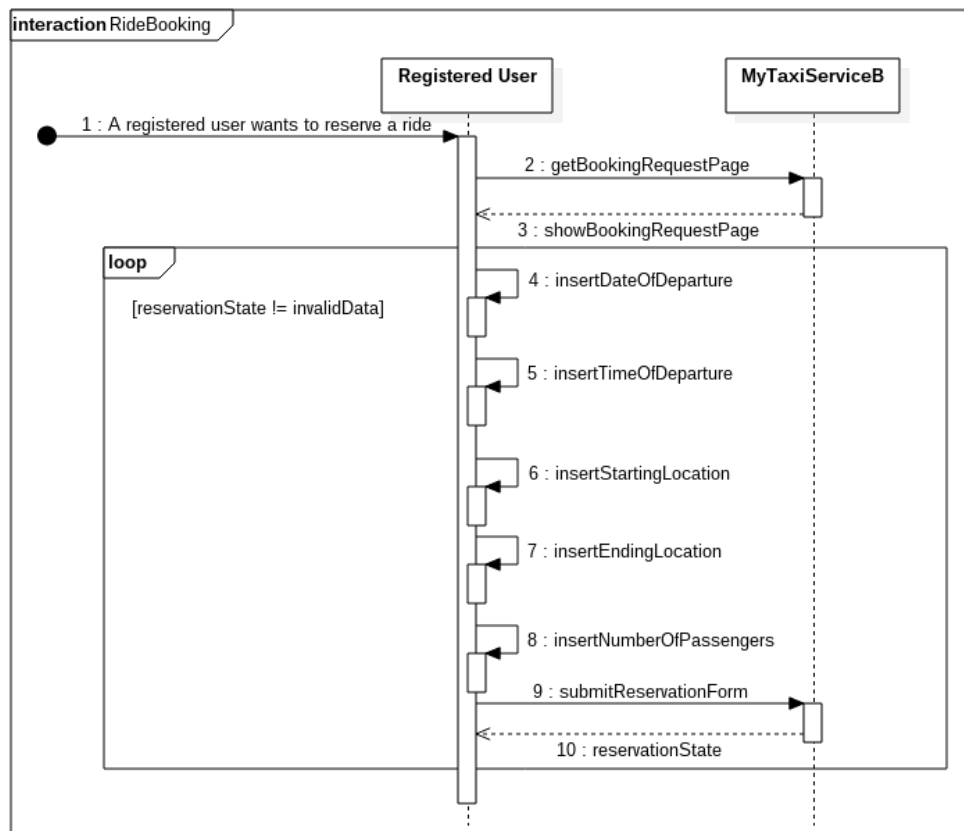 interaction RideBooking
Registered User
MyTaxiServiceB
1 : A registered user wants to reserve a ride
2 : getBookingRequestPage
3 : showBookingRequestPage
loop
[reservationState != invalidData]
4 : insertDateOfDeparture
5 : insertTimeOfDeparture
6 : insertStartingLocation
7 : insertEndingLocation
8 : insertNumberOfPassengers
9 : submitReservationForm
10 : reservationState